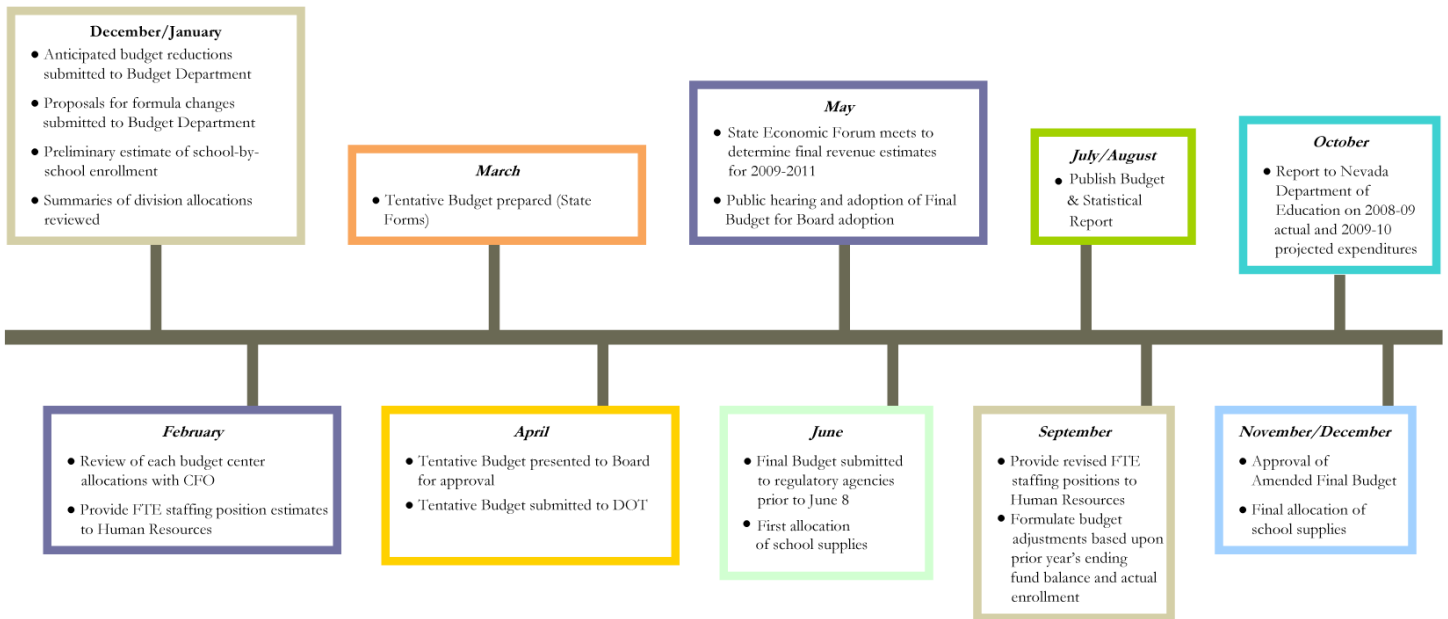 December/January
● Anticipated budget reductions
submitted to Budget Department
● Proposals for formula changes
submitted to Budget Department
● Preliminary estimate of school-by-
school enrollment
● Summaries of division allocations
reviewed
February
● Review of each budget center
allocations with CFO
● Provide FTE staffing position estimates
to Human Resources
March
● Tentative Budget prepared (State
Forms)
April
● Tentative Budget presented to Board
for approval
● Tentative Budget submitted to DOT
May
● State Economic Forum meets to
determine final revenue estimates
for 2009-2011
● Public hearing and adoption of Final
Budget for Board adoption
June
● Final Budget submitted
to regulatory agencies
prior to June 8
● First allocation
of school supplies
July/August
● Publish Budget
& Statistical
Report
September
● Provide revised FTE
staffing positions to
Human Resources
● Formulate budget
adjustments based upon
prior year's ending
fund balance and actual
enrollment
October
● Report to Nevada
Department of
Education on 2008-09
actual and 2009-10
projected expenditures
November/December
● Approval of
Amended Final Budget
● Final allocation of
school supplies